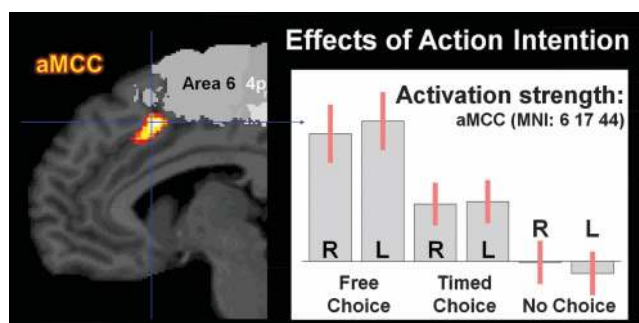 aMCC
Area 6
4p
Effects of Action Intention
Activation strength:
aMCC (MNI: 6 17 44)
R
L
R
L
R
L
Free
Choice
Timed
Choice
No Choice